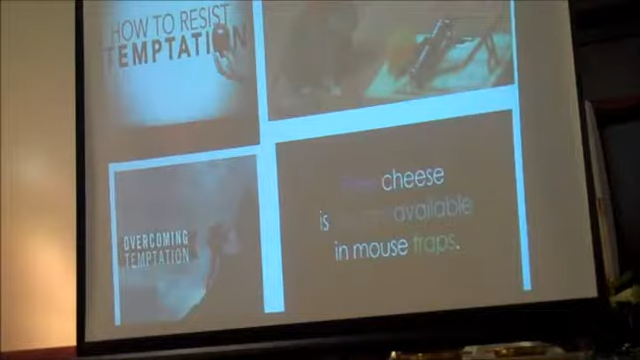 HOW TO RESIST
TEMPTATION
OVERCOMING
TEMPTATION
cheese
is available
in mouse traps.